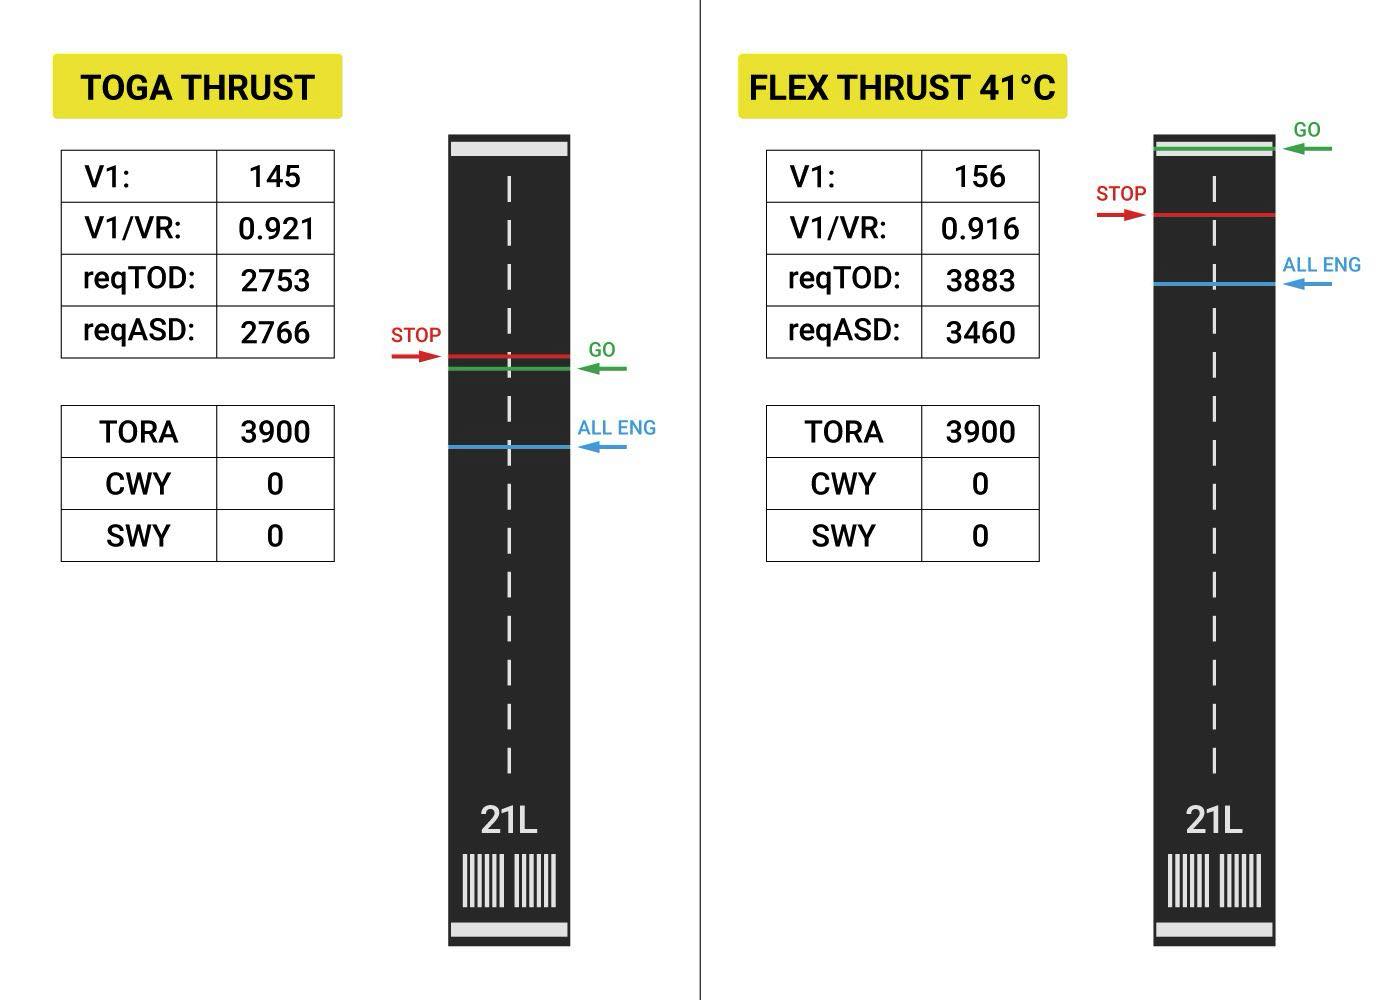 TOGA THRUST
V1: 145
V1/VR: 0.921
reqTOD: 2753
reqASD: 2766
TORA 3900
CWY 0
SWY 0
STOP
GO
ALL ENG
21L
FLEX THRUST 41°C
V1: 156
V1/VR: 0.916
reqTOD: 3883
reqASD: 3460
TORA 3900
CWY 0
SWY 0
GO
STOP
ALL ENG
21L